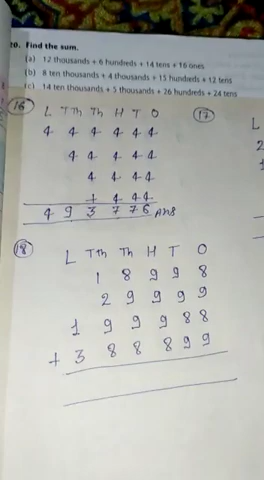 20. Find the sum.
(a) 12 thousands + 6 hundreds + 14 tens + 16 ones
(b) 8 ten thousands + 4 thousands + 15 hundreds + 12 tens
(c) 14 ten thousands + 5 thousands + 26 hundreds + 24 tens
16 L TTh Th H T O 17
4 4 4 4 4 4 L
4 4 4 4 4 2
4 4 4 4
+ 4 4 4
4 9 3 7 7 6 Ans
18 L TTh Th H T O
1 8 9 9 8
2 9 9 9 9
1 9 9 9 8 8
+ 3 8 8 8 9 9